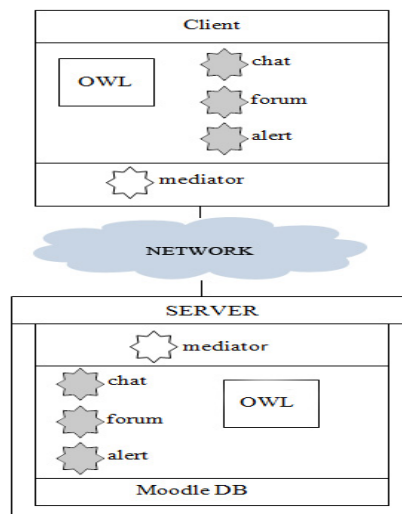 Client
OWL
chat
forum
alert
mediator
NETWORK
SERVER
mediator
chat
forum
alert
OWL
Moodle DB